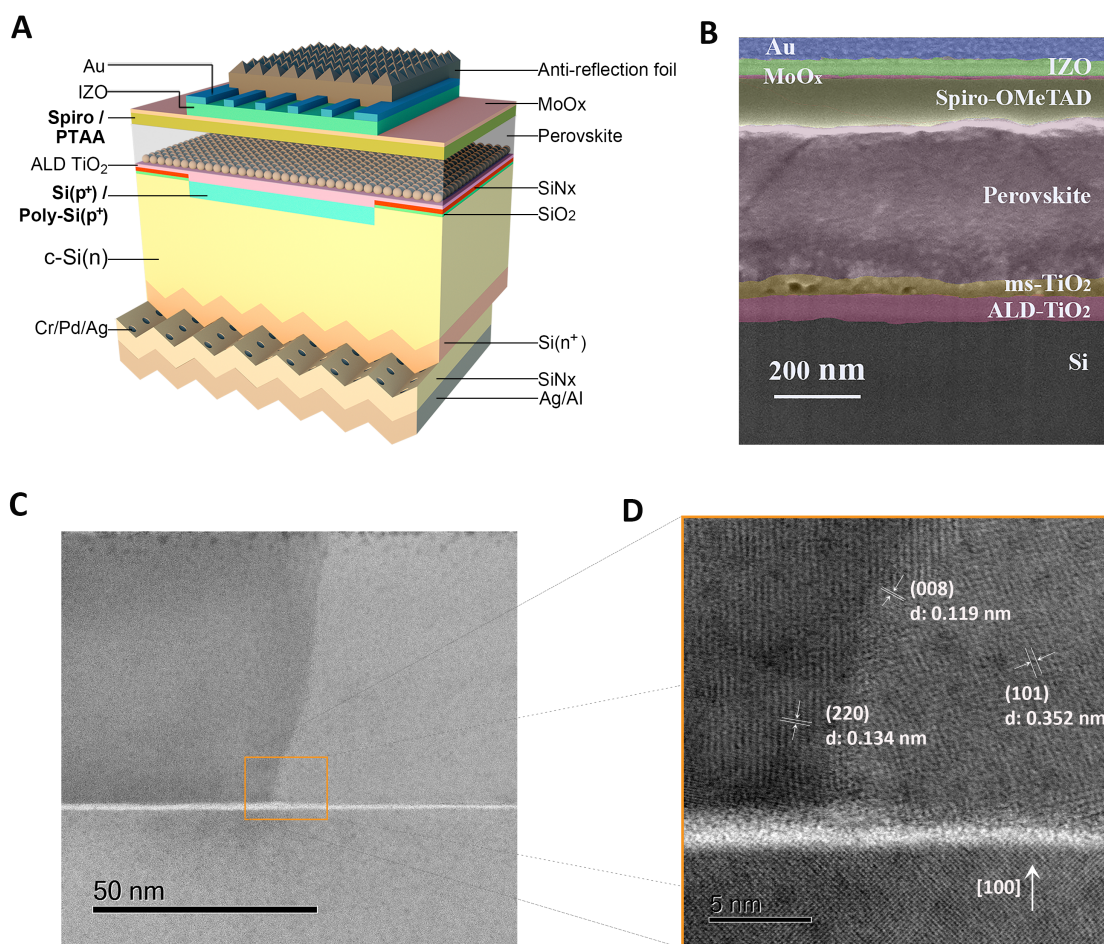 A
Au
IZO
Spiro /
PTAA
ALD TiO₂
Si(p⁺) /
Poly-Si(p⁺)
c-Si(n)
Cr/Pd/Ag
Anti-reflection foil
MoOx
Perovskite
SiNx
SiO₂
Si(n⁺)
SiNx
Ag/Al
B
Au
IZO
MoOx
Spiro-OMeTAD
Perovskite
ms-TiO₂
ALD-TiO₂
Si
200 nm
C
50 nm
D
(008)
d: 0.119 nm
(101)
d: 0.352 nm
(220)
d: 0.134 nm
[100]
5 nm